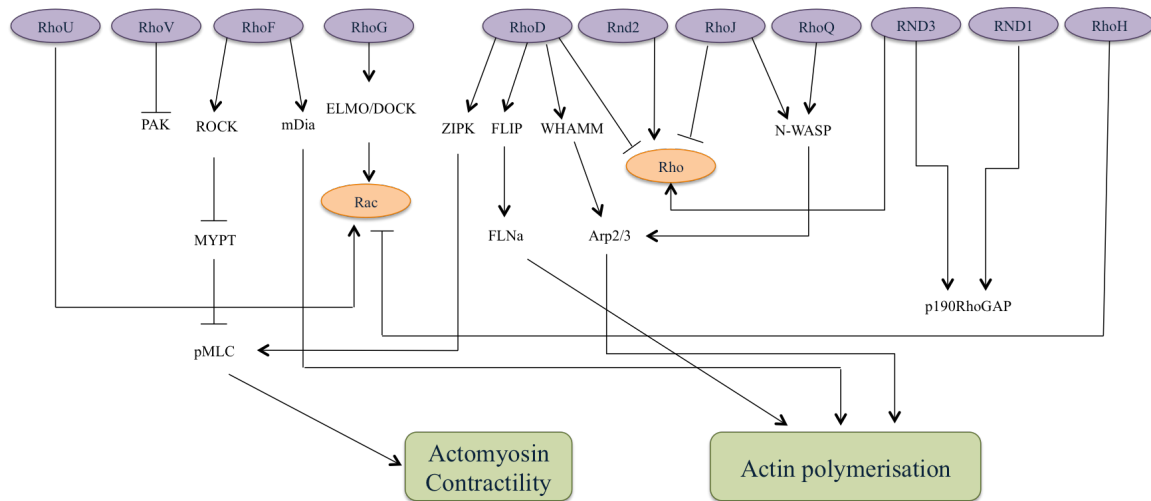 RhoU
RhoV
RhoF
RhoG
RhoD
Rnd2
RhoJ
RhoQ
RND3
RND1
RhoH
ELMO/DOCK
PAK
ROCK
mDia
ZIPK
FLIP
WHAMM
N-WASP
Rho
Rac
MYPT
FLNa
Arp2/3
p190RhoGAP
pMLC
Actomyosin
Contractility
Actin polymerisation